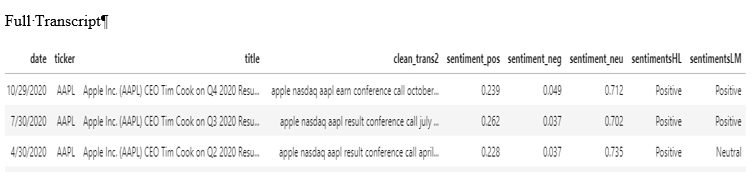 Full·Transcript¶
date ticker title clean_trans2 sentiment_pos sentiment_neg sentiment_neu sentimentsHL sentimentsLM
10/29/2020 AAPL Apple Inc. (AAPL) CEO Tim Cook on Q4 2020 Resu... apple nasdaq aapl earn conference call october... 0.239 0.049 0.712 Positive Positive
7/30/2020 AAPL Apple Inc. (AAPL) CEO Tim Cook on Q3 2020 Resu... apple nasdaq aapl result conference call july ... 0.262 0.037 0.702 Positive Positive
4/30/2020 AAPL Apple Inc. (AAPL) CEO Tim Cook on Q2 2020 Resu... apple nasdaq aapl result conference call april... 0.228 0.037 0.735 Positive Neutral